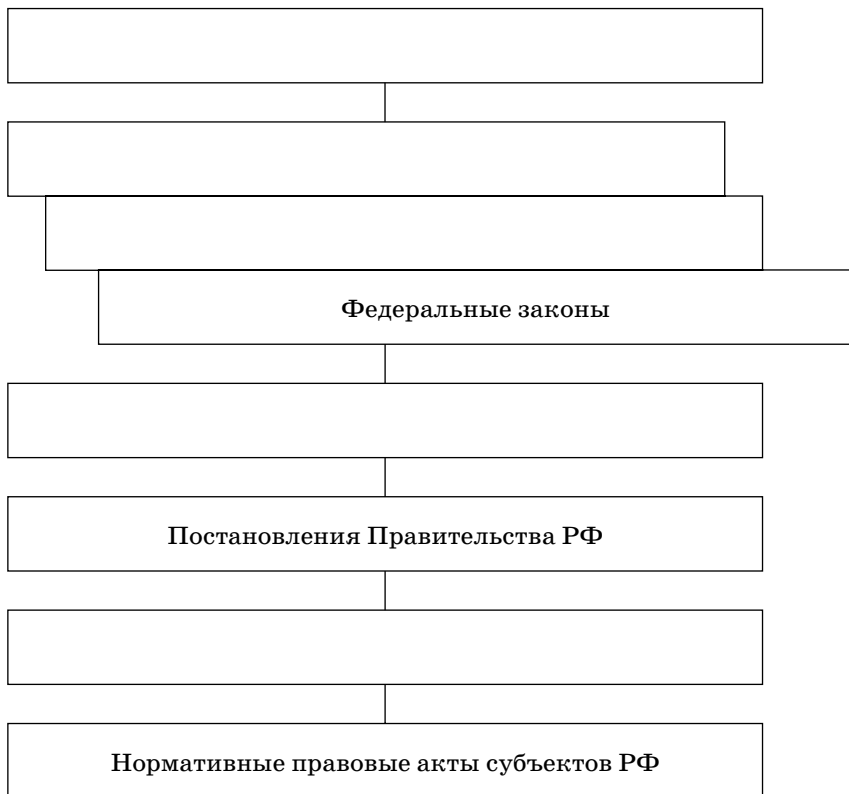 Федеральные законы
Постановления Правительства РФ
Нормативные правовые акты субъектов РФ